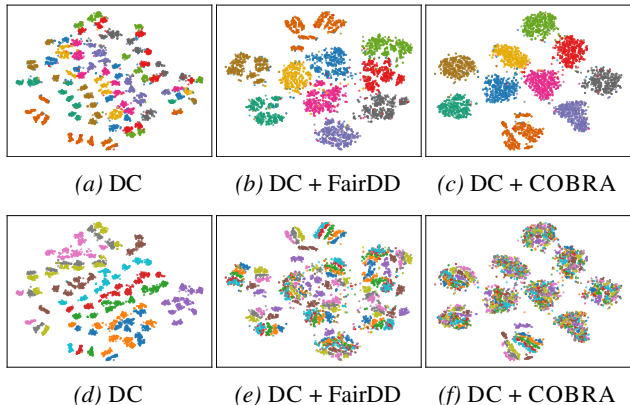 (a) DC
(b) DC + FairDD
(c) DC + COBRA
(d) DC
(e) DC + FairDD
(f) DC + COBRA